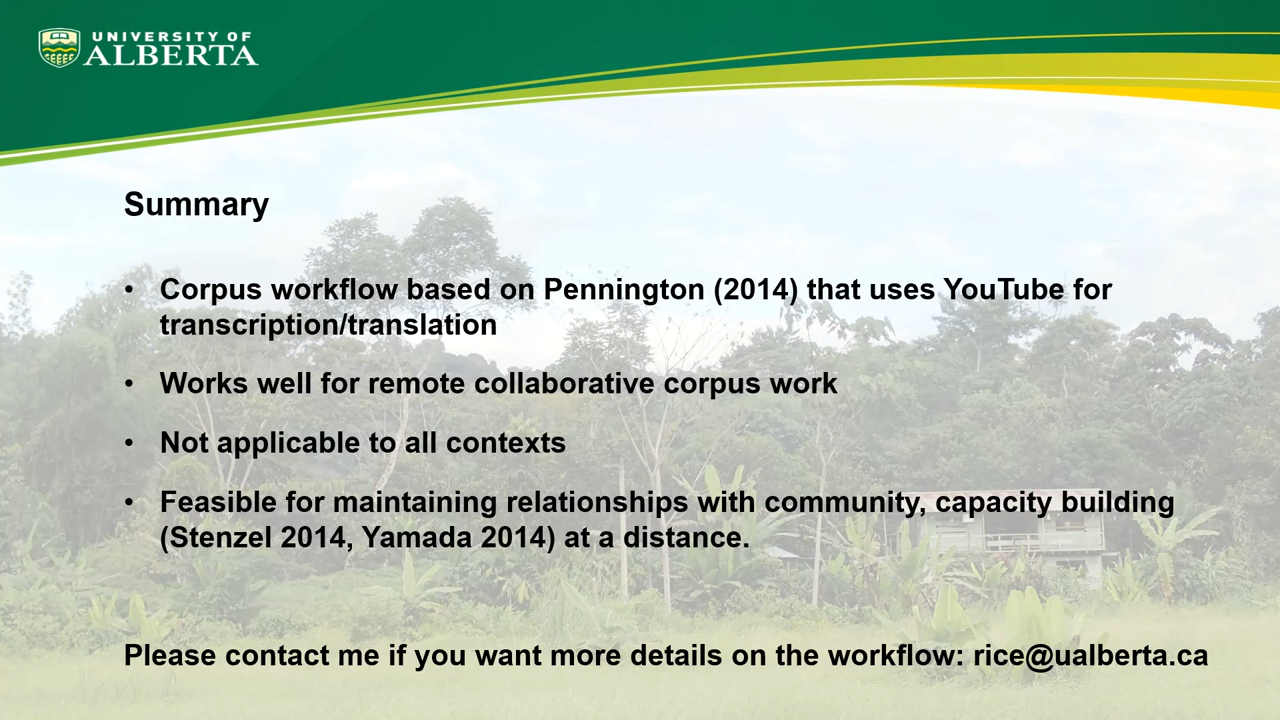 UNIVERSITY OF
ALBERTA
Summary
• Corpus workflow based on Pennington (2014) that uses YouTube for
transcription/translation
• Works well for remote collaborative corpus work
• Not applicable to all contexts
• Feasible for maintaining relationships with community, capacity building
(Stenzel 2014, Yamada 2014) at a distance.
Please contact me if you want more details on the workflow: rice@ualberta.ca